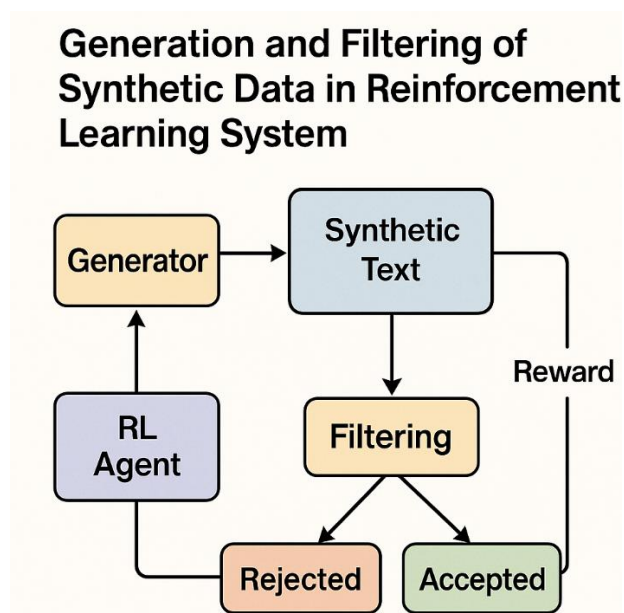 Generation and Filtering of
Synthetic Data in Reinforcement
Learning System
Generator
Synthetic
Text
Reward
RL
Agent
Filtering
Rejected
Accepted